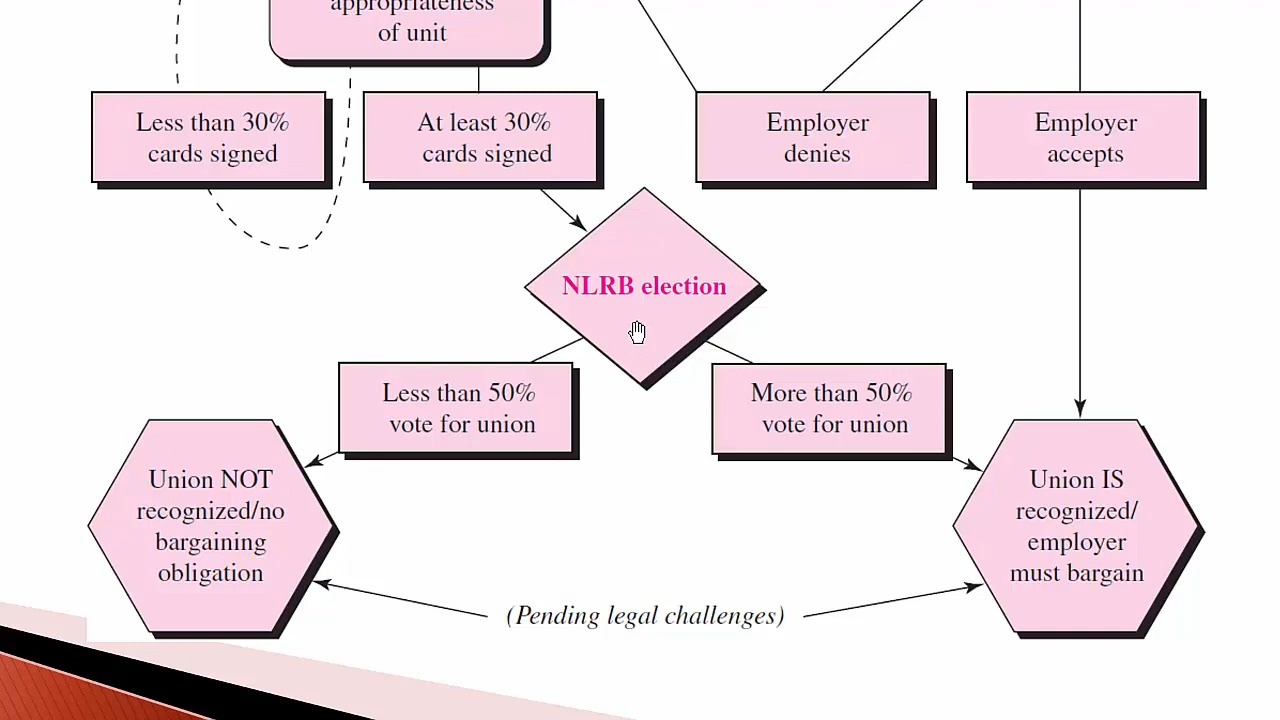 appropriateness
of unit
Less than 30%
cards signed
At least 30%
cards signed
Employer
denies
Employer
accepts
NLRB election
Less than 50%
vote for union
More than 50%
vote for union
Union NOT
recognized/no
bargaining
obligation
Union IS
recognized/
employer
must bargain
(Pending legal challenges)